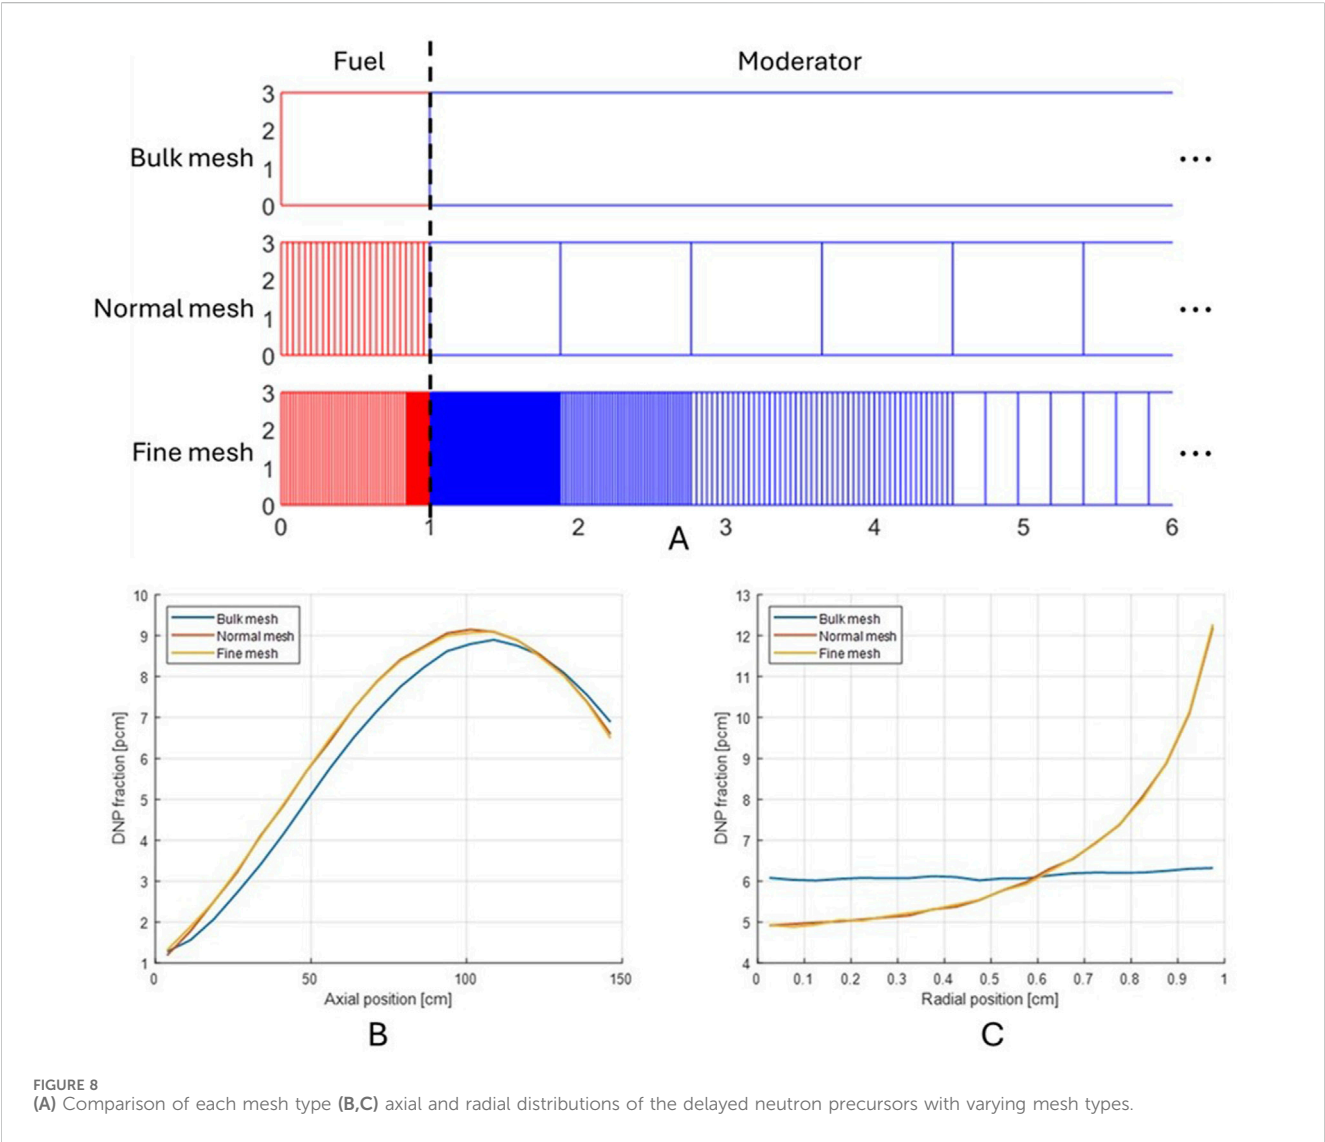 Fuel
Moderator
3
2
1
0
Bulk mesh
...
3
2
1
0
Normal mesh
...
3
2
1
0
Fine mesh
...
0 1 2 3 4 5 6
A
10
9
8
7
6
5
4
3
2
1
DNP fraction [pcm]
Bulk mesh
Normal mesh
Fine mesh
0 50 100 150
Axial position [cm]
B
13
12
11
10
9
8
7
6
5
4
DNP fraction [pcm]
Bulk mesh
Normal mesh
Fine mesh
0 0.1 0.2 0.3 0.4 0.5 0.6 0.7 0.8 0.9 1
Radial position [cm]
C
FIGURE 8
(A) Comparison of each mesh type (B,C) axial and radial distributions of the delayed neutron precursors with varying mesh types.